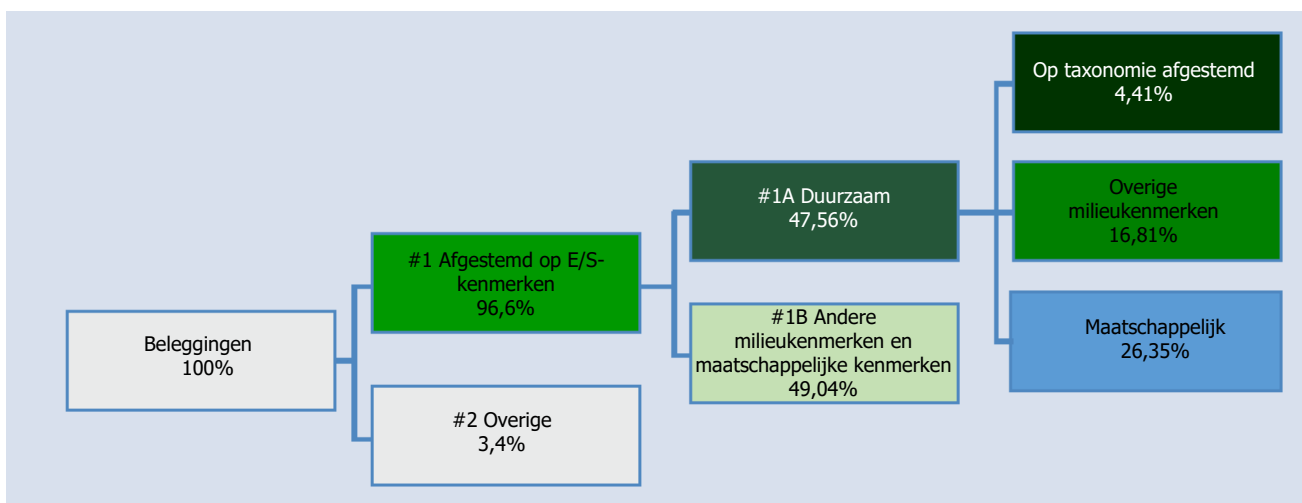 Beleggingen
100%
#1 Afgestemd op E/S-
kenmerken
96,6%
#2 Overige
3,4%
#1A Duurzaam
47,56%
#1B Andere
milieukenmerken en
maatschappelijke kenmerken
49,04%
Op taxonomie afgestemd
4,41%
Overige
milieukenmerken
16,81%
Maatschappelijk
26,35%